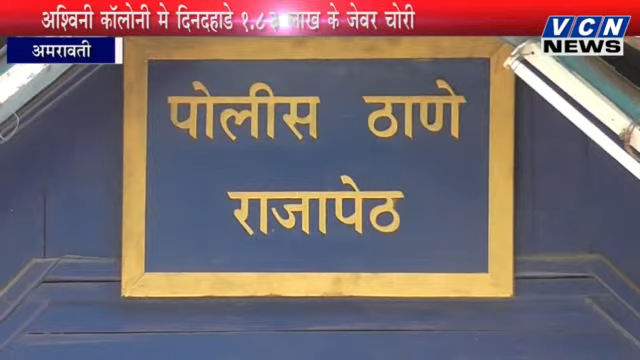 अश्विनी कॉलोनी मे दिनदहाडे लाख के जेवर चोरी
VCN
NEWS
अमरावती
पोलीस ठाणे
राजापेठ